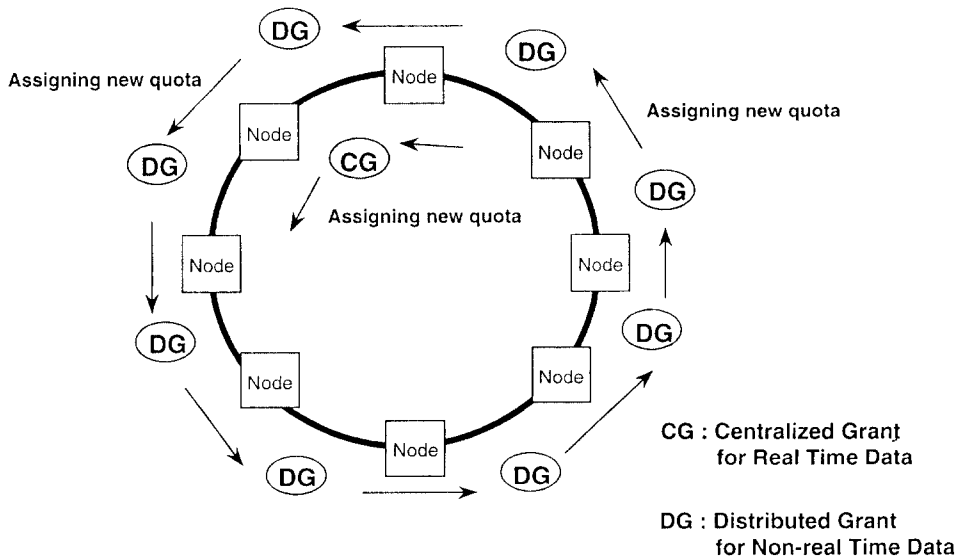 DG
DG
Assigning new quota
Node
Assigning new quota
Node
Node
CG
DG
DG
Assigning new quota
Node
Node
DG
DG
Node
Node
CG : Centralized Grant
for Real Time Data
Node
DG
DG
DG : Distributed Grant
for Non-real Time Data